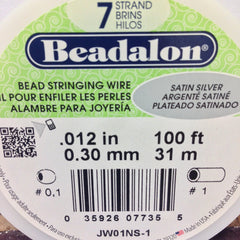 7 STRAND
BRINS
HILOS
Beadalon®
BEAD STRINGING WIRE
FIL POUR ENFILER LES PERLES
ALAMBRE PARA JOYERÍA
SATIN SILVER
ARGENTÉ SATINÉ
PLATEADO SATINADO
.012 in 100 ft
0.30 mm 31 m
# 0,1
# 1
0 35926 07735 5
JW01NS-1